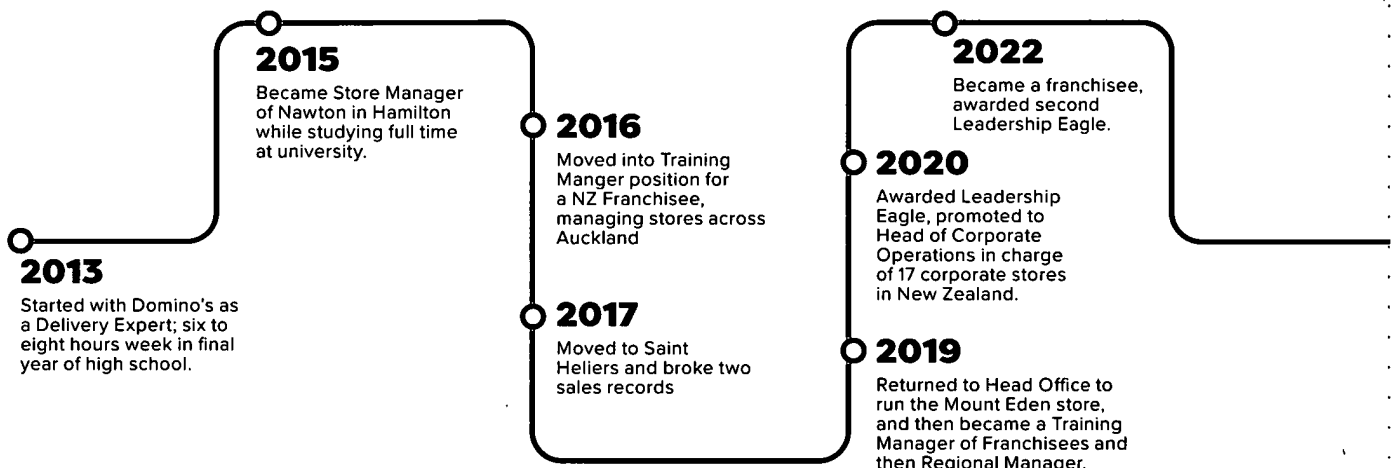 2013
Started with Domino's as
a Delivery Expert; six to
eight hours week in final
year of high school.
2015
Became Store Manager
of Nawton in Hamilton
while studying full time
at university.
2016
Moved into Training
Manger position for
a NZ Franchisee,
managing stores across
Auckland
2017
Moved to Saint
Heliers and broke two
sales records
2019
Returned to Head Office to
run the Mount Eden store,
and then became a Training
Manager of Franchisees and
then Regional Manager.
2020
Awarded Leadership
Eagle, promoted to
Head of Corporate
Operations in charge
of 17 corporate stores
in New Zealand.
2022
Became a franchisee,
awarded second
Leadership Eagle.